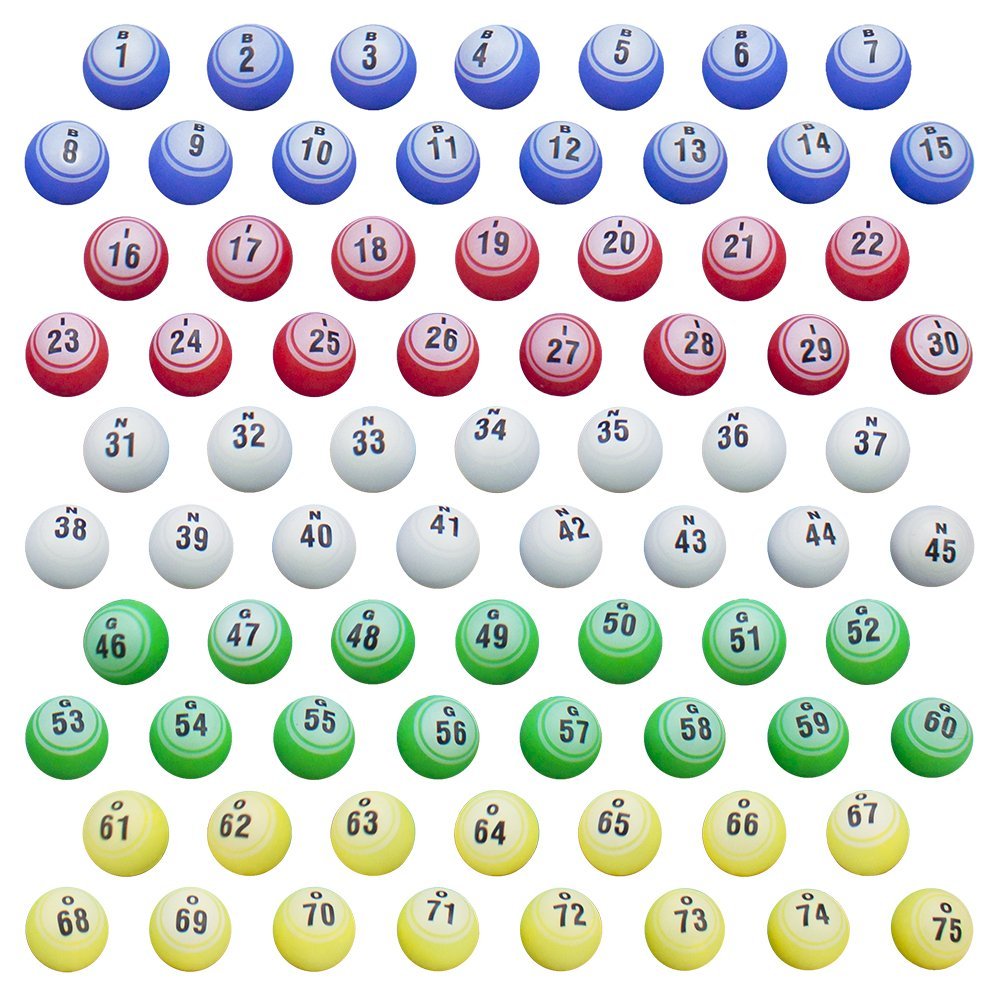 B 1 B 2 B 3 B 4 B 5 B 6 B 7
B 8 B 9 B 10 B 11 B 12 B 13 B 14 B 15
I 16 I 17 I 18 I 19 I 20 I 21 I 22
I 23 I 24 I 25 I 26 I 27 I 28 I 29 I 30
N 31 N 32 N 33 N 34 N 35 N 36 N 37
N 38 N 39 N 40 N 41 N 42 N 43 N 44 N 45
G 46 G 47 G 48 G 49 G 50 G 51 G 52
G 53 G 54 G 55 G 56 G 57 G 58 G 59 G 60
O 61 O 62 O 63 O 64 O 65 O 66 O 67
O 68 O 69 O 70 O 71 O 72 O 73 O 74 O 75